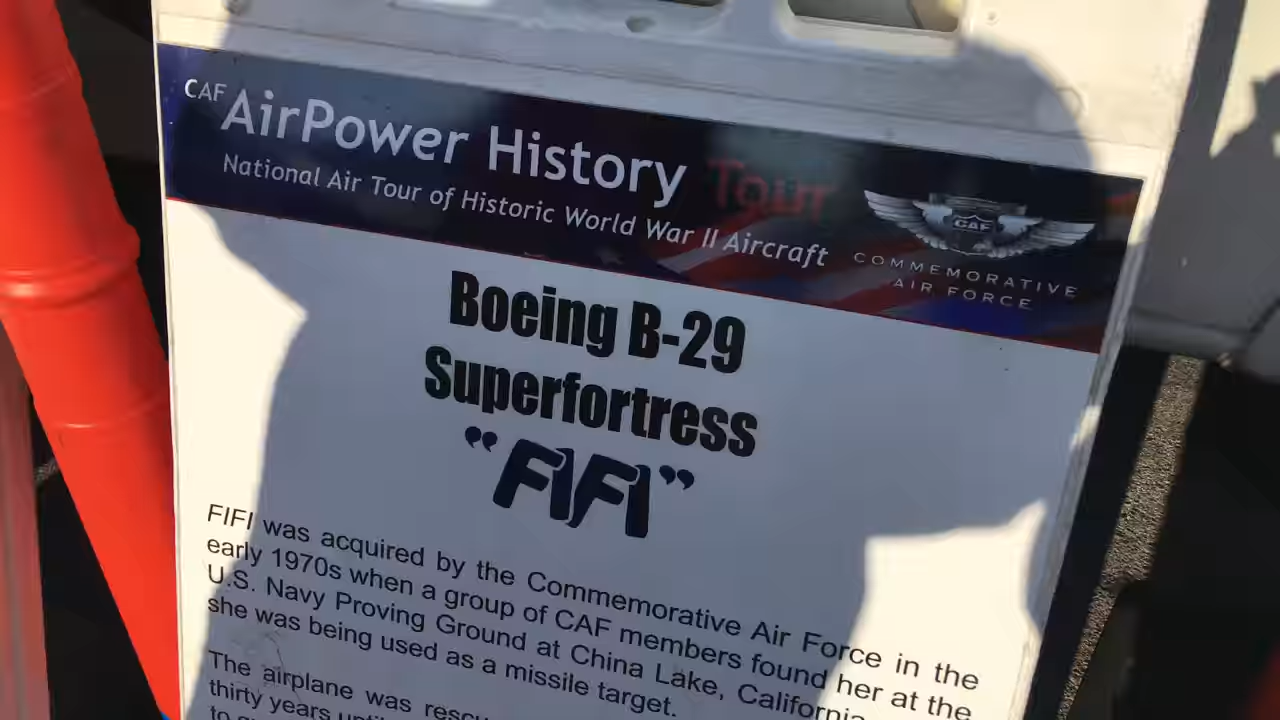 CAF AirPower History Tour
National Air Tour of Historic World War II Aircraft
CAF
COMMEMORATIVE
AIR FORCE
Boeing B-29
Superfortress
"FIFI"
FIFI was acquired by the Commemorative Air Force in the
early 1970s when a group of CAF members found her at the
U.S. Navy Proving Ground at China Lake, California
she was being used as a missile target.
The airplane was
thirty years